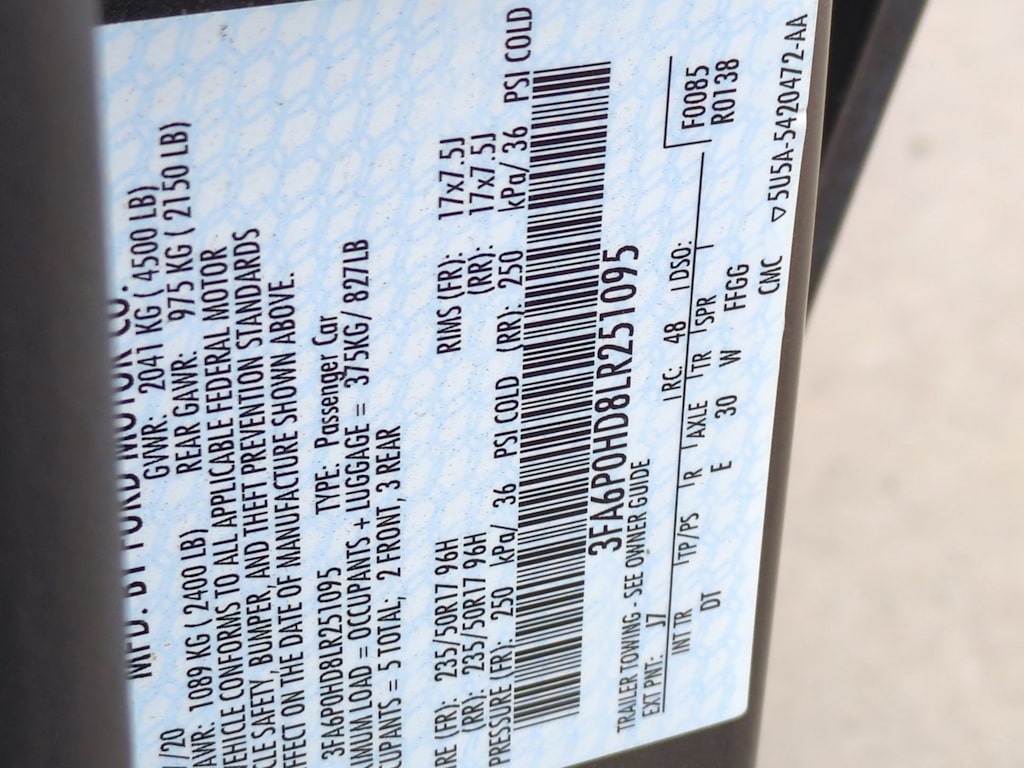 MFD. BY FORD MOTOR CO.
1/20 GVWR: 2041 KG ( 4500 LB)
AWR: 1089 KG ( 2400 LB) REAR GAWR: 975 KG ( 2150 LB)
VEHICLE CONFORMS TO ALL APPLICABLE FEDERAL MOTOR
CLE SAFETY, BUMPER, AND THEFT PREVENTION STANDARDS
FFECT ON THE DATE OF MANUFACTURE SHOWN ABOVE.
3FA6P0HD8LR251095 TYPE: Passenger Car
XIMUM LOAD = OCCUPANTS + LUGGAGE = 375KG/ 827LB
CUPANTS = 5 TOTAL; 2 FRONT, 3 REAR
IRE (FR): 235/50R17 96H RIMS (FR): 17x7.5J
(RR): 235/50R17 96H (RR): 17x7.5J
PRESSURE (FR): 250 kPa/ 36 PSI COLD (RR): 250 kPa/ 36 PSI COLD
3FA6P0HD8LR251095
TRAILER TOWING - SEE OWNER GUIDE
EXT PNT: J7 RC: 48 DSO: F0085
INT TR TP/PS R AXLE TR SPR R0138
DT E 30 W FFGG
CMC ▽5U5A-5420472-AA